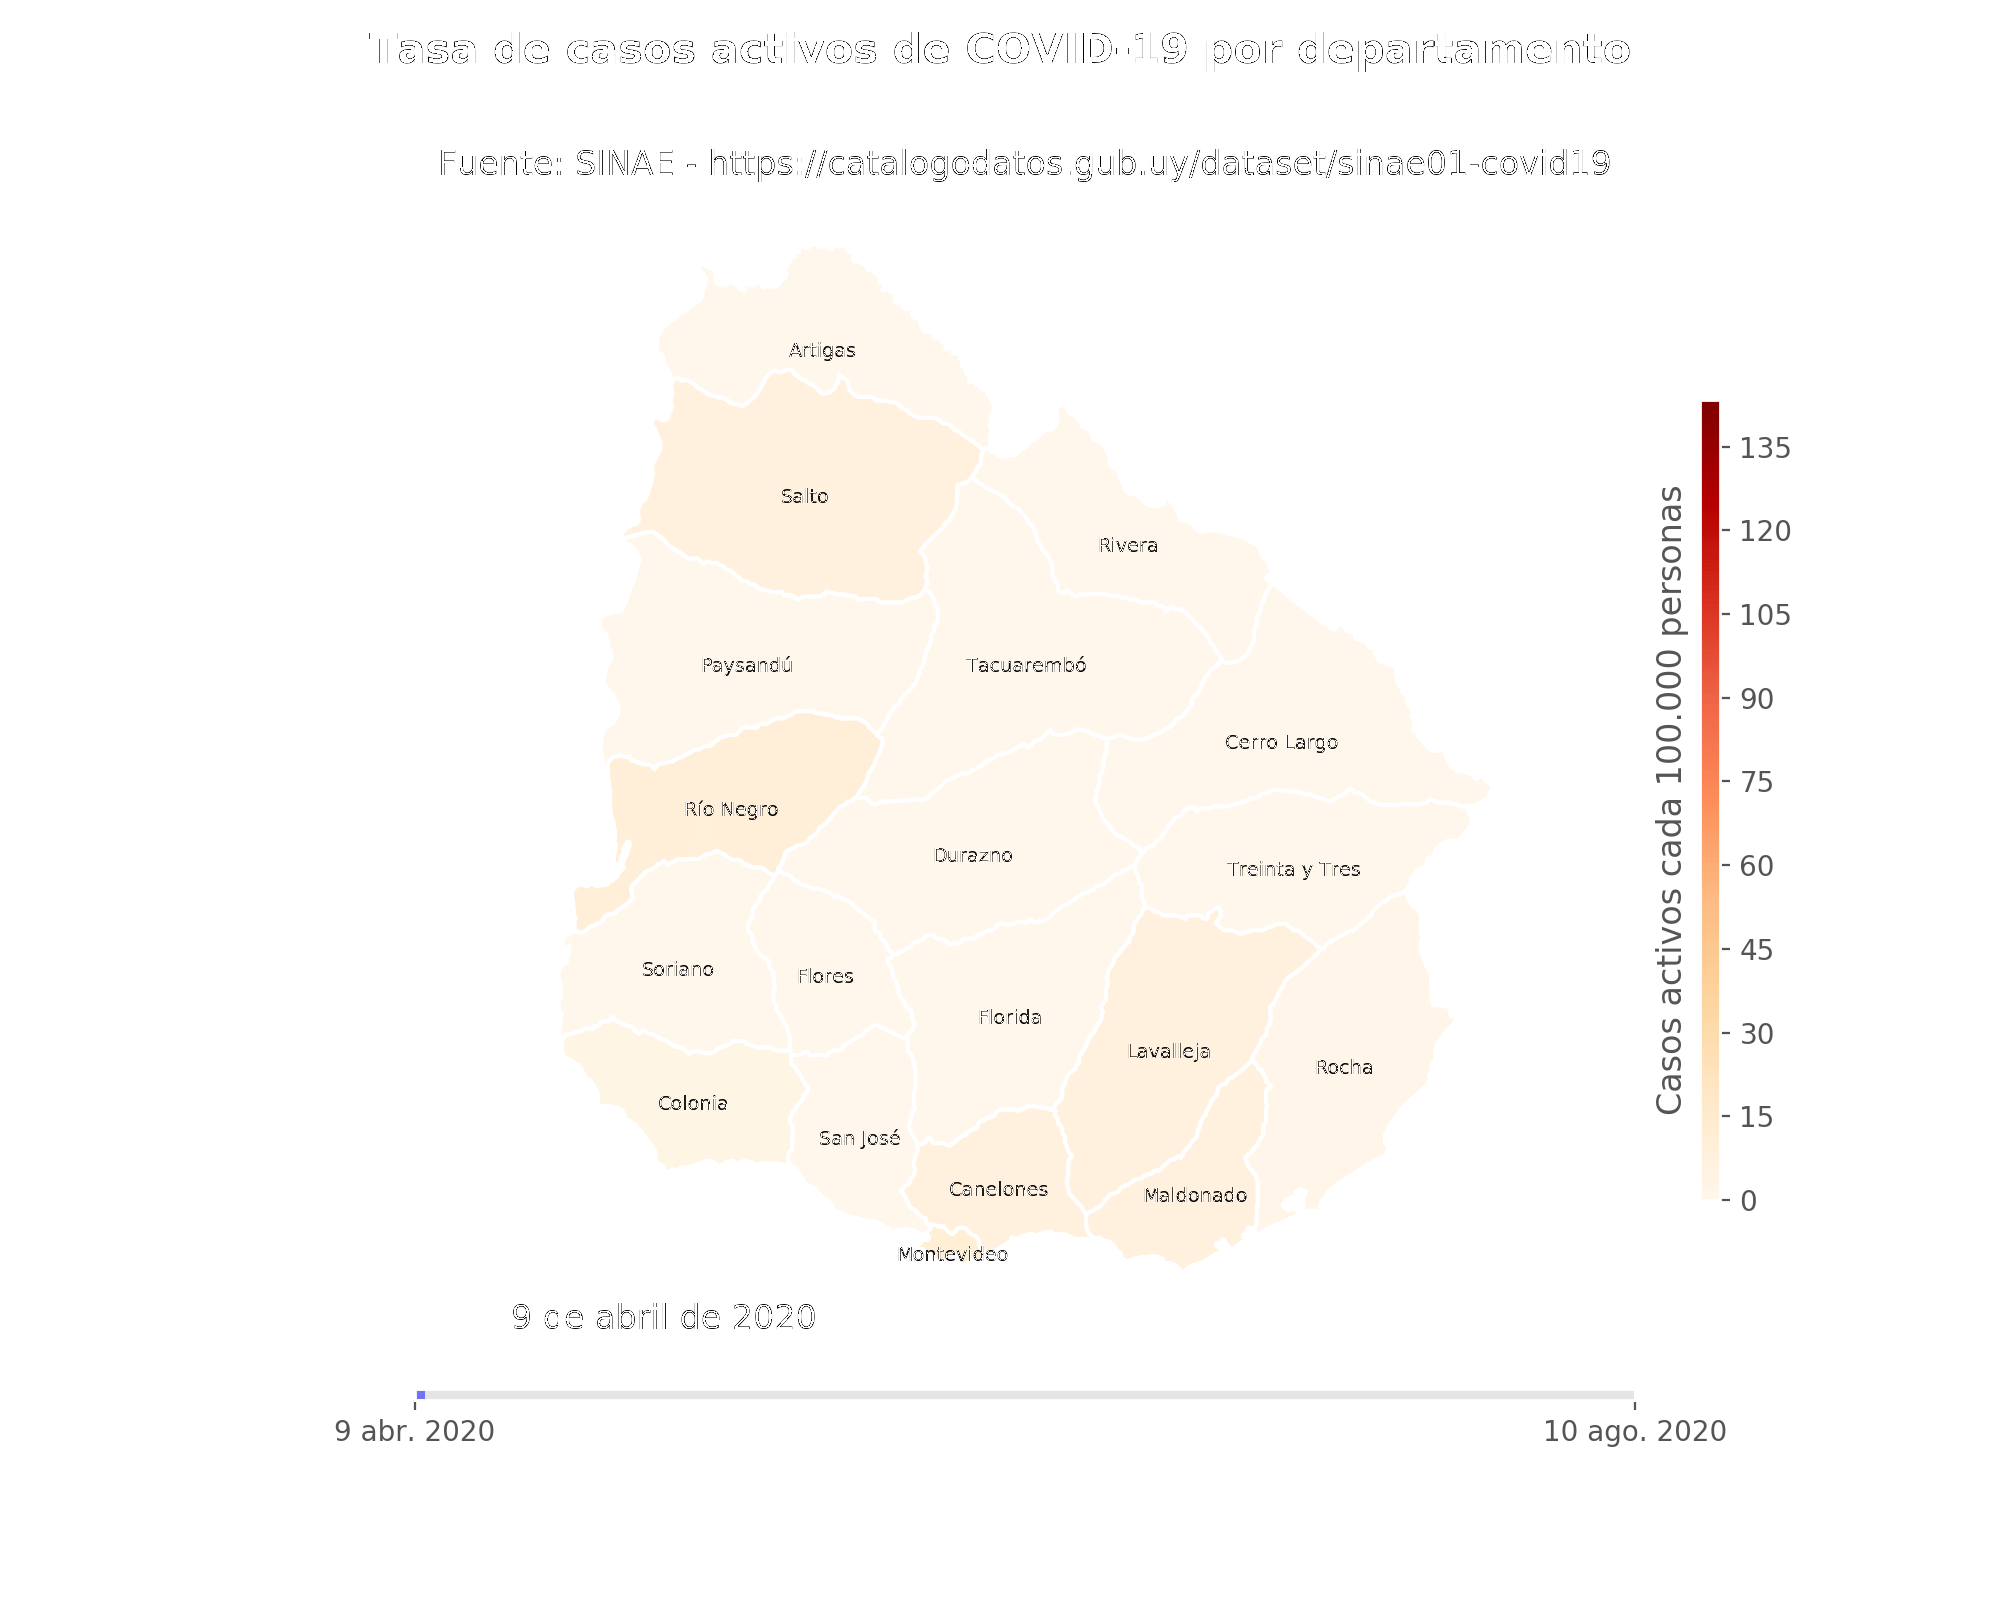 Tasa de casos activos de COVID-19 por departamento
Fuente: SINAE - https://catalogodatos.gub.uy/dataset/sinae01-covid19
Artigas
Salto
Rivera
Paysandú
Tacuarembó
Cerro Largo
Río Negro
Durazno
Treinta y Tres
Soriano
Flores
Florida
Lavalleja
Rocha
Colonia
San José
Canelones
Maldonado
Montevideo
Casos activos cada 100.000 personas
135
120
105
90
75
60
45
30
15
0
9 de abril de 2020
9 abr. 2020
10 ago. 2020